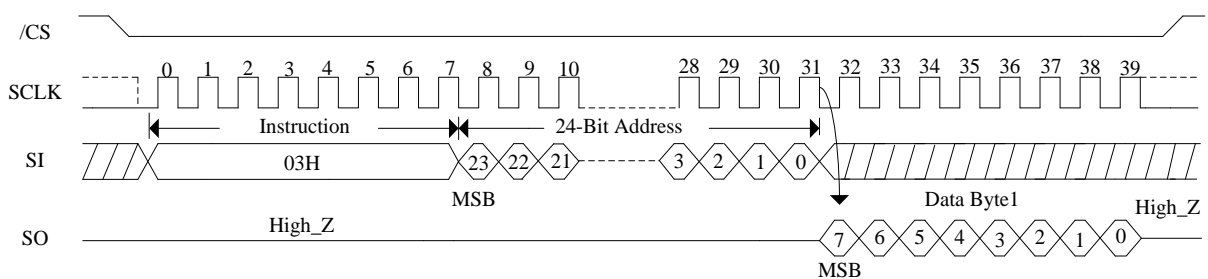 /CS
0 1 2 3 4 5 6 7 8 9 10 28 29 30 31 32 33 34 35 36 37 38 39
SCLK
Instruction 24-Bit Address
SI 03H 23 22 21 3 2 1 0
MSB Data Byte1
High_Z High_Z
SO 7 6 5 4 3 2 1 0
MSB